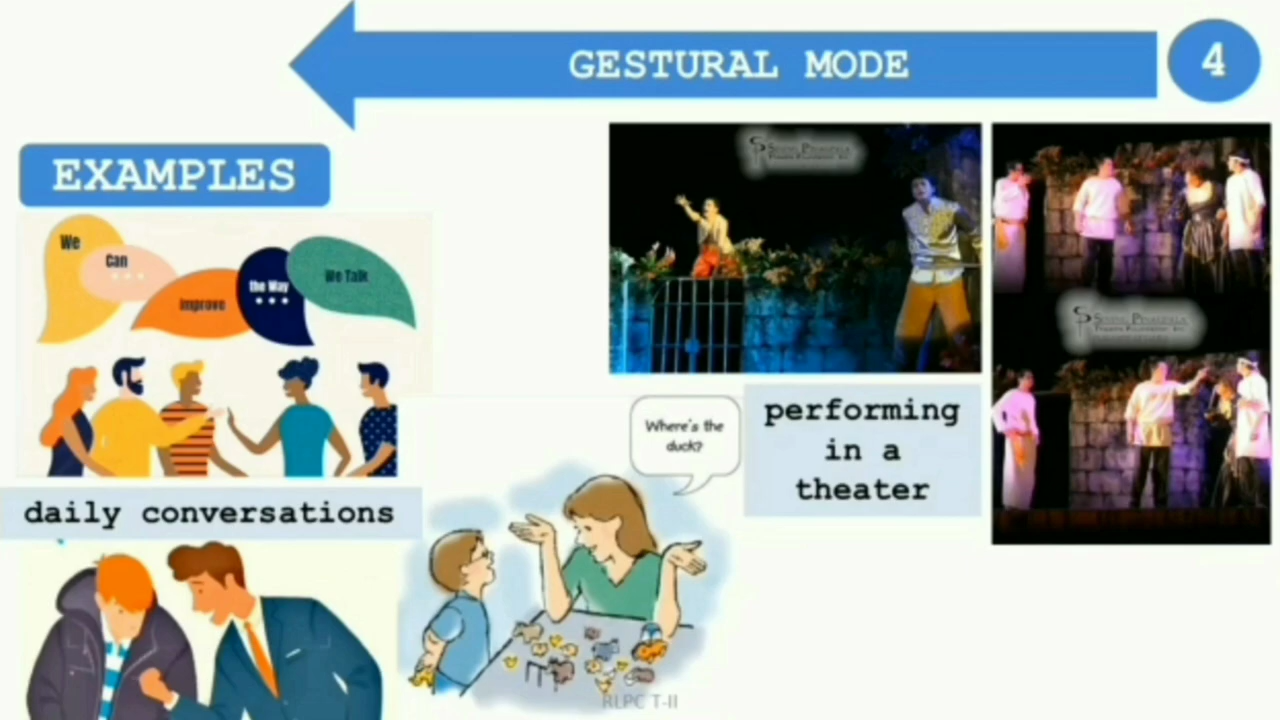 GESTURAL MODE
4
EXAMPLES
We
Can
improve
the Way
We Talk
daily conversations
Where's the
duck?
performing
in a
theater
RLPC T-II